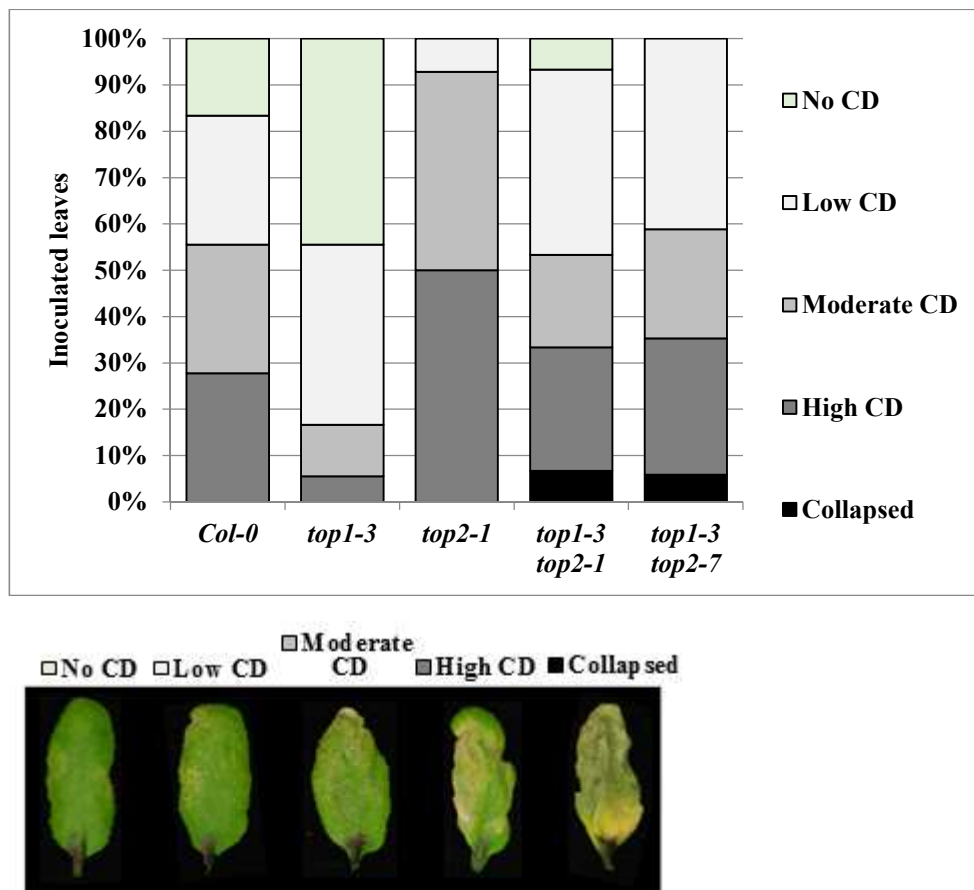 100%
90%
80%
70%
60%
50%
40%
30%
20%
10%
0%
Inoculated leaves
Col-0
top1-3
top2-1
top1-3
top2-1
top1-3
top2-7
No CD
Low CD
Moderate CD
High CD
Collapsed
No CD
Low CD
Moderate
CD
High CD
Collapsed